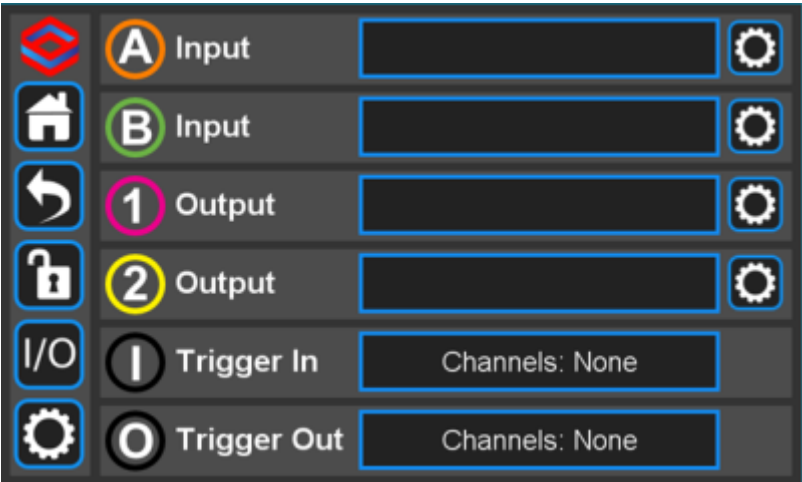 A Input
B Input
1 Output
2 Output
I/O I Trigger In Channels: None
O Trigger Out Channels: None